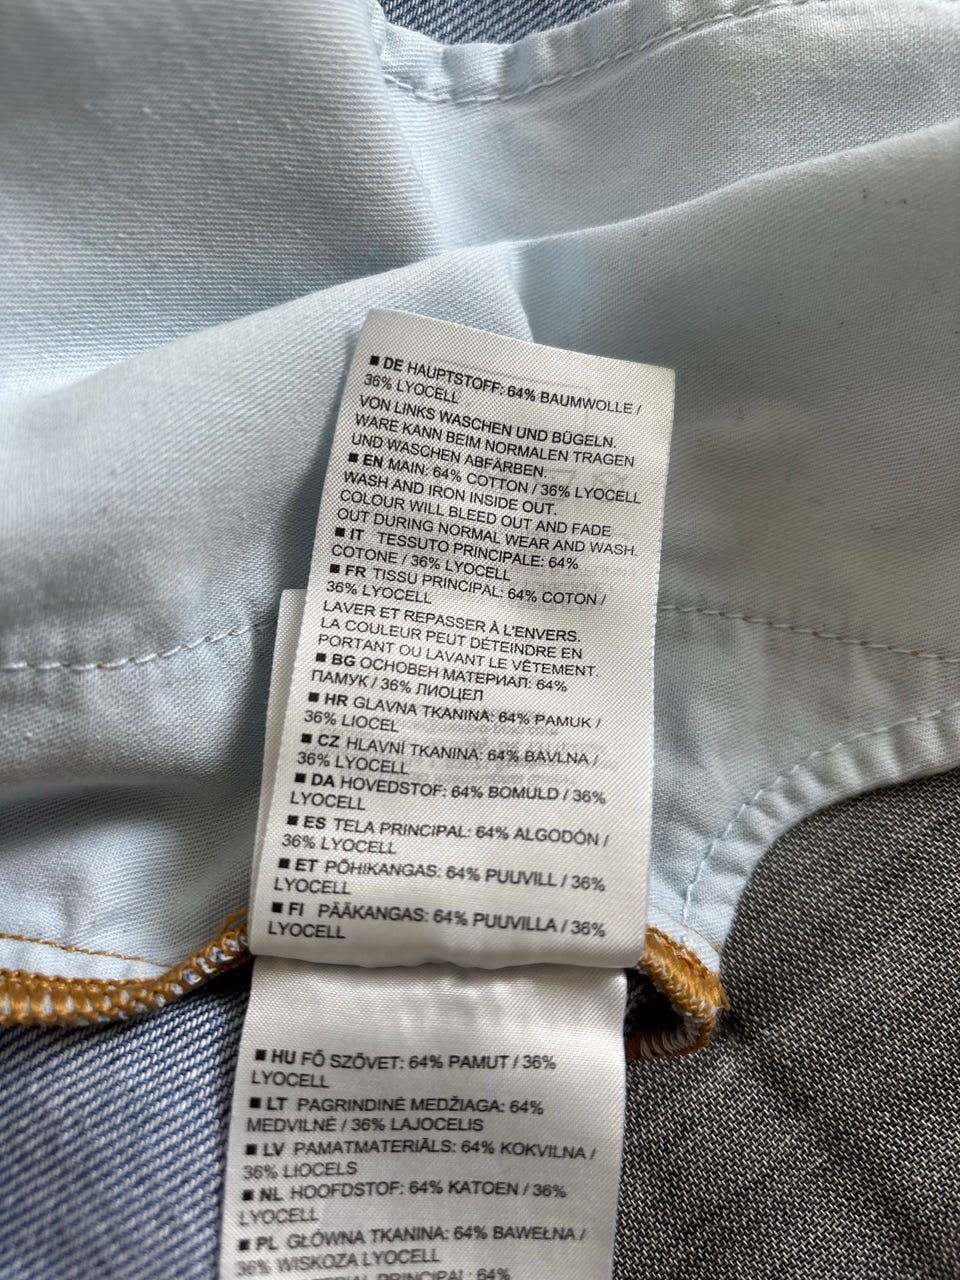 ■ DE HAUPTSTOFF: 64% BAUMWOLLE /
36% LYOCELL
VON LINKS WASCHEN UND BÜGELN.
WARE KANN BEIM NORMALEN TRAGEN
UND WASCHEN ABFÄRBEN.
■ EN MAIN: 64% COTTON / 36% LYOCELL
WASH AND IRON INSIDE OUT.
COLOUR WILL BLEED OUT AND FADE
OUT DURING NORMAL WEAR AND WASH.
■ IT TESSUTO PRINCIPALE: 64%
COTONE / 36% LYOCELL
■ FR TISSU PRINCIPAL: 64% COTON /
36% LYOCELL
LAVER ET REPASSER À L'ENVERS.
LA COULEUR PEUT DÉTEINDRE EN
PORTANT OU LAVANT LE VÊTEMENT.
■ BG ОСНОВЕН МАТЕРИАЛ: 64%
ПАМУК / 36% ЛИОЦЕЛ
■ HR GLAVNA TKANINA: 64% PAMUK /
36% LIOCEL
■ CZ HLAVNÍ TKANINA: 64% BAVLNA /
36% LYOCELL
■ DA HOVEDSTOF: 64% BOMULD / 36%
LYOCELL
■ ES TELA PRINCIPAL: 64% ALGODÓN /
36% LYOCELL
■ ET PÕHIKANGAS: 64% PUUVILL / 36%
LYOCELL
■ FI PÄÄKANGAS: 64% PUUVILLA / 36%
LYOCELL
■ HU FŐ SZŐVET: 64% PAMUT / 36%
LYOCELL
■ LT PAGRINDINĖ MEDŽIAGA: 64%
MEDVILNĖ / 36% LAJOCELIS
■ LV PAMATMATERIĀLS: 64% KOKVILNA /
36% LIOCELS
■ NL HOOFDSTOF: 64% KATOEN / 36%
LYOCELL
■ PL GŁÓWNA TKANINA: 64% BAWEŁNA /
36% WISKOZA LYOCELL
PRINCIPAL: 64%